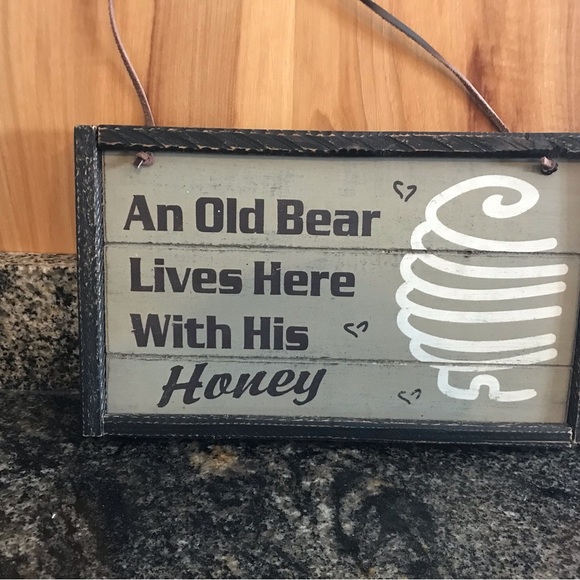 An Old Bear
Lives Here
With His
Honey